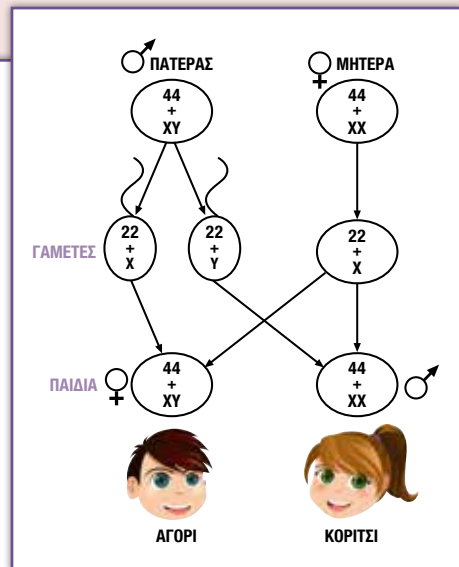 ♂ ΠΑΤΕΡΑΣ ♀ ΜΗΤΕΡΑ
44 44
+ +
XY XX
ΓΑΜΕΤΕΣ
22 22 22
+ + +
X Y X
ΠΑΙΔΙΑ ♀ ♂
44 44
+ +
XY XX
ΑΓΟΡΙ ΚΟΡΙΤΣΙ